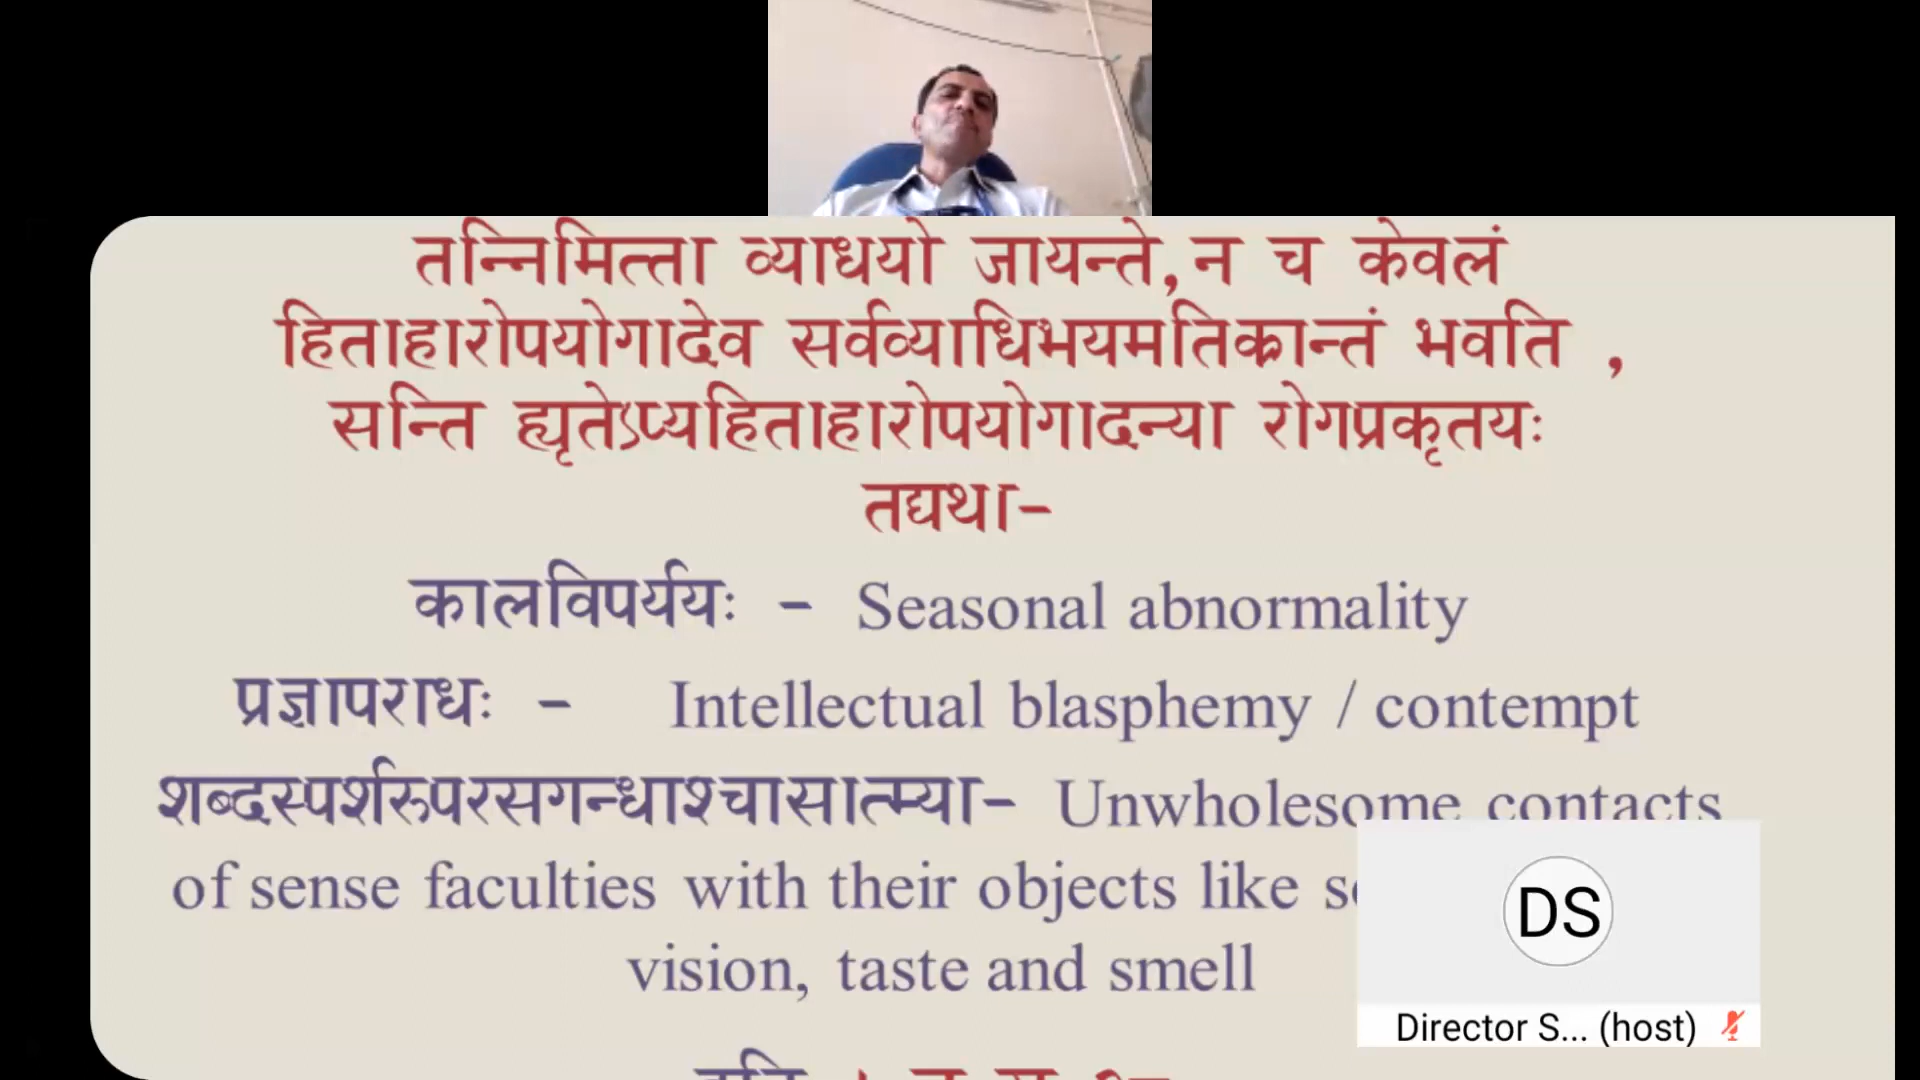 तन्निमित्ता व्याधयो जायन्ते, न च केवलं
हिताहारोपयोगादेव सर्वव्याधिभयमतिक्रान्तं भवति ,
सन्ति ह्यृतेऽप्यहिताहारोपयोगादन्या रोगप्रकृतयः
तद्यथा-
कालविपर्ययः - Seasonal abnormality
प्रज्ञापराधः - Intellectual blasphemy / contempt
शब्दस्पर्शरुपरसगन्धाश्चासात्म्या- Unwholesome contacts
of sense faculties with their objects like
vision, taste and smell
DS
Director S... (host)